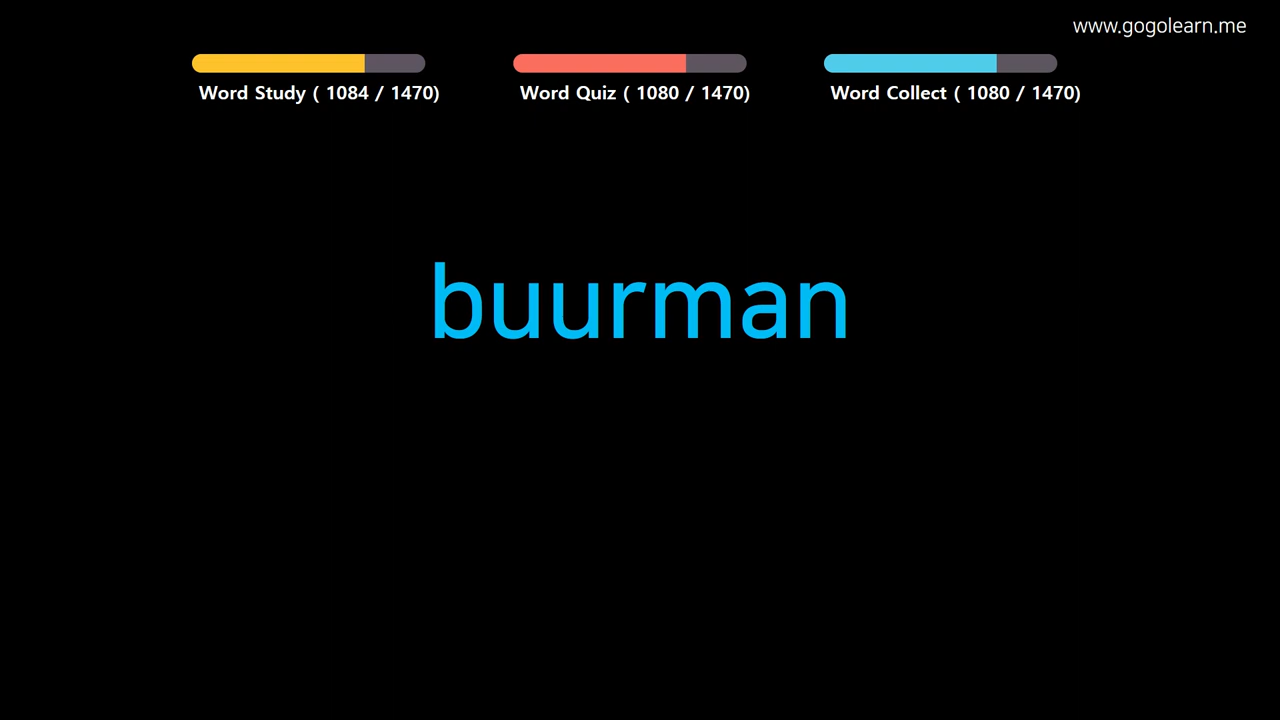 www.gogolearn.me
Word Study ( 1084 / 1470)
Word Quiz ( 1080 / 1470)
Word Collect ( 1080 / 1470)
buurman